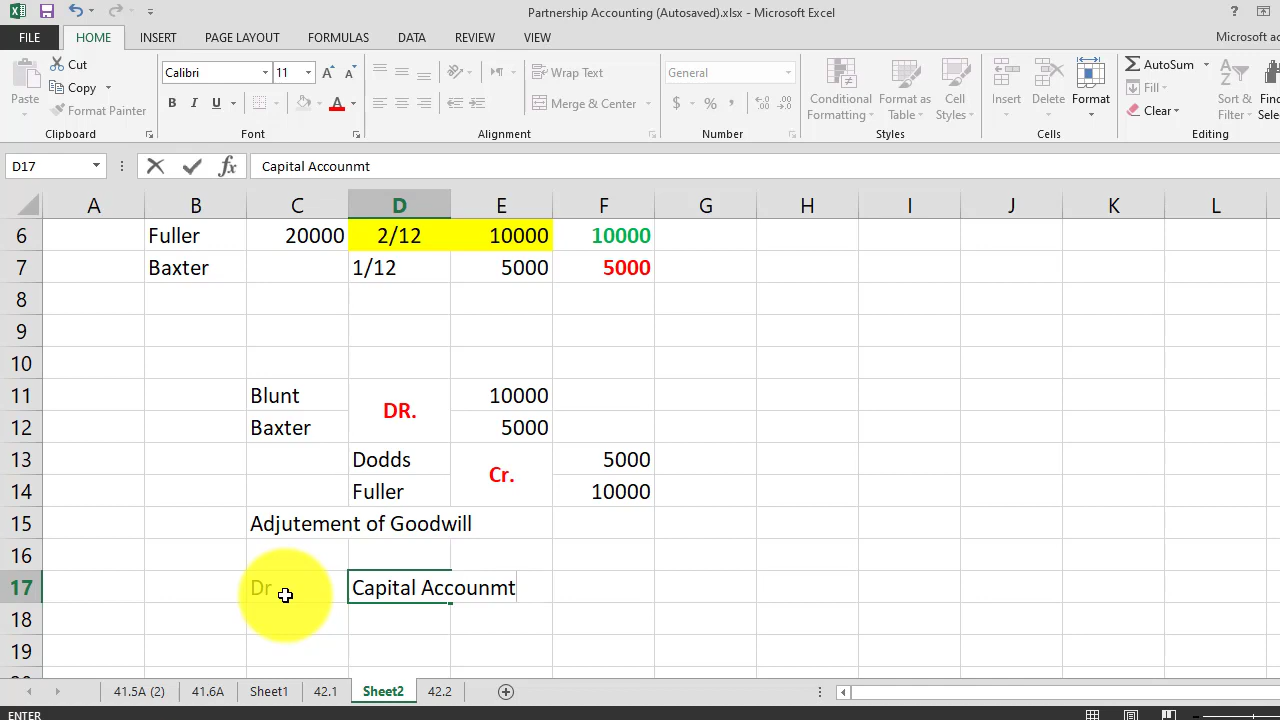 Partnership Accounting (Autosaved).xlsx - Microsoft Excel ?
FILE HOME INSERT PAGE LAYOUT FORMULAS DATA REVIEW VIEW Microsoft ac
Paste Cut Copy Format Painter
Calibri 11 A A B I U A
Wrap Text Merge & Center
General $ %
Conditional Formatting Format as Table Cell Styles
Insert Delete Format
AutoSum Fill Clear Sort & Filter Find Sele
Clipboard Font Alignment Number Styles Cells Editing
D17 fx Capital Accounmt
A B C D E F G H I J K L
6 Fuller 20000 2/12 10000 10000
7 Baxter 1/12 5000 5000
8
9
10
11 Blunt 10000
DR.
12 Baxter 5000
13 Dodds 5000
Cr.
14 Fuller 10000
15 Adjutement of Goodwill
16
17 Dr Capital Accounmt
18
19
41.5A (2) 41.6A Sheet1 42.1 Sheet2 42.2
ENTER